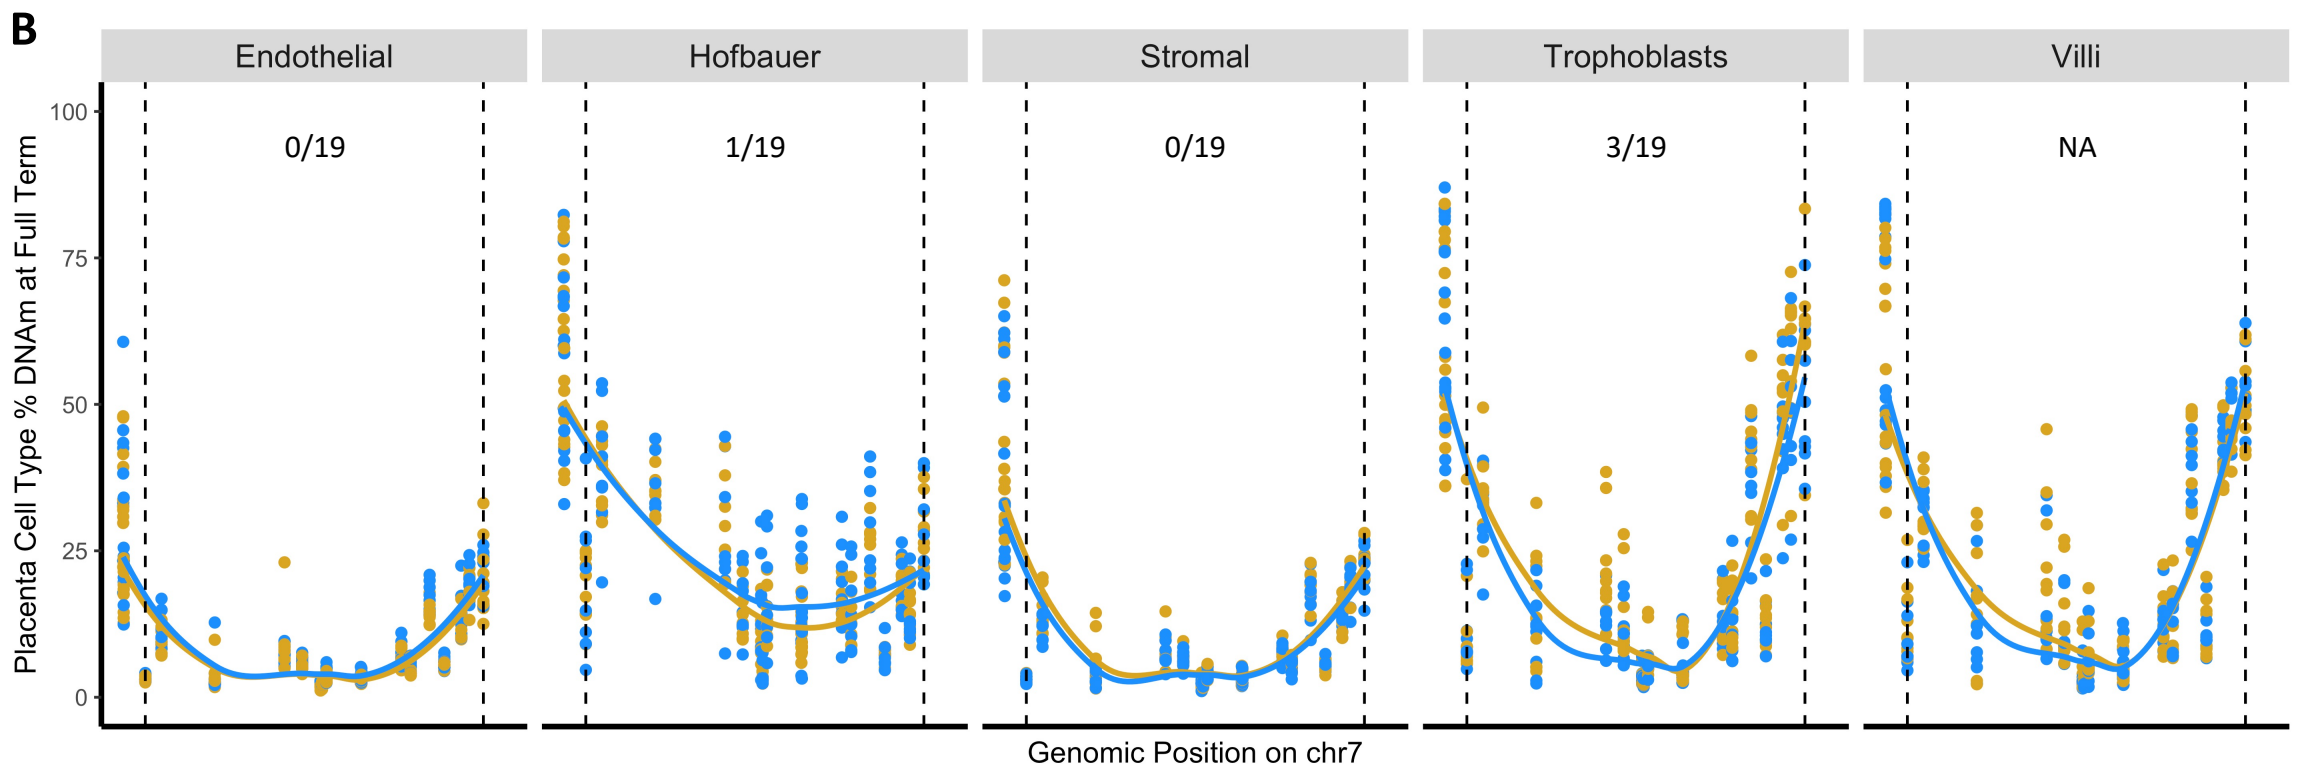 B
Endothelial
Hofbauer
Stromal
Trophoblasts
Villi
Placenta Cell Type % DNAm at Full Term
100
75
50
25
0
0/19
1/19
0/19
3/19
NA
Genomic Position on chr7